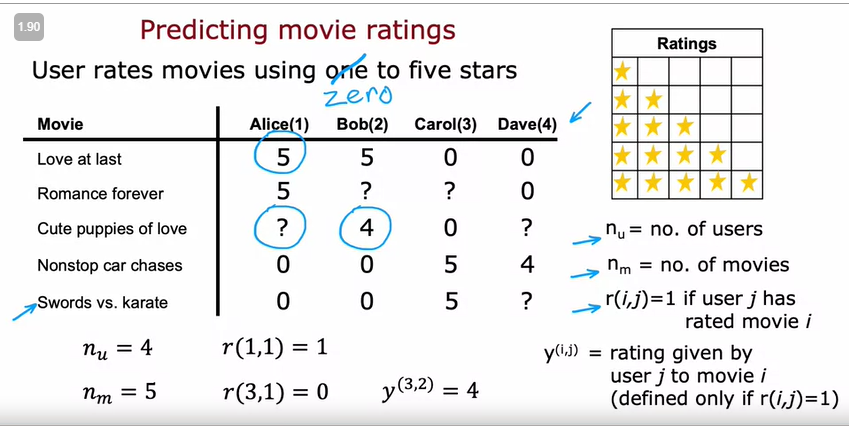 1.90
Predicting movie ratings
User rates movies using one to five stars
zero
Ratings
Movie Alice(1) Bob(2) Carol(3) Dave(4)
Love at last 5 5 0 0
Romance forever 5 ? ? 0
Cute puppies of love ? 4 0 ?
Nonstop car chases 0 0 5 4
Swords vs. karate 0 0 5 ?
nᵤ = no. of users
nₘ = no. of movies
r(i,j)=1 if user j has
rated movie i
y⁽ⁱ,ʲ⁾ = rating given by
user j to movie i
(defined only if r(i,j)=1)
nᵤ = 4 r(1,1) = 1
nₘ = 5 r(3,1) = 0 y⁽³,²⁾ = 4